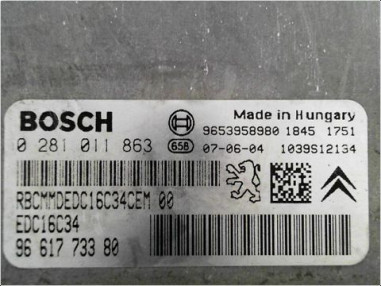 BOSCH
Made in Hungary
9653958980 1845 1751
0 281 011 863
658
07-06-04 1039S12134
RBCMMDEDC16C34CEM 00
EDC16C34
96 617 733 80